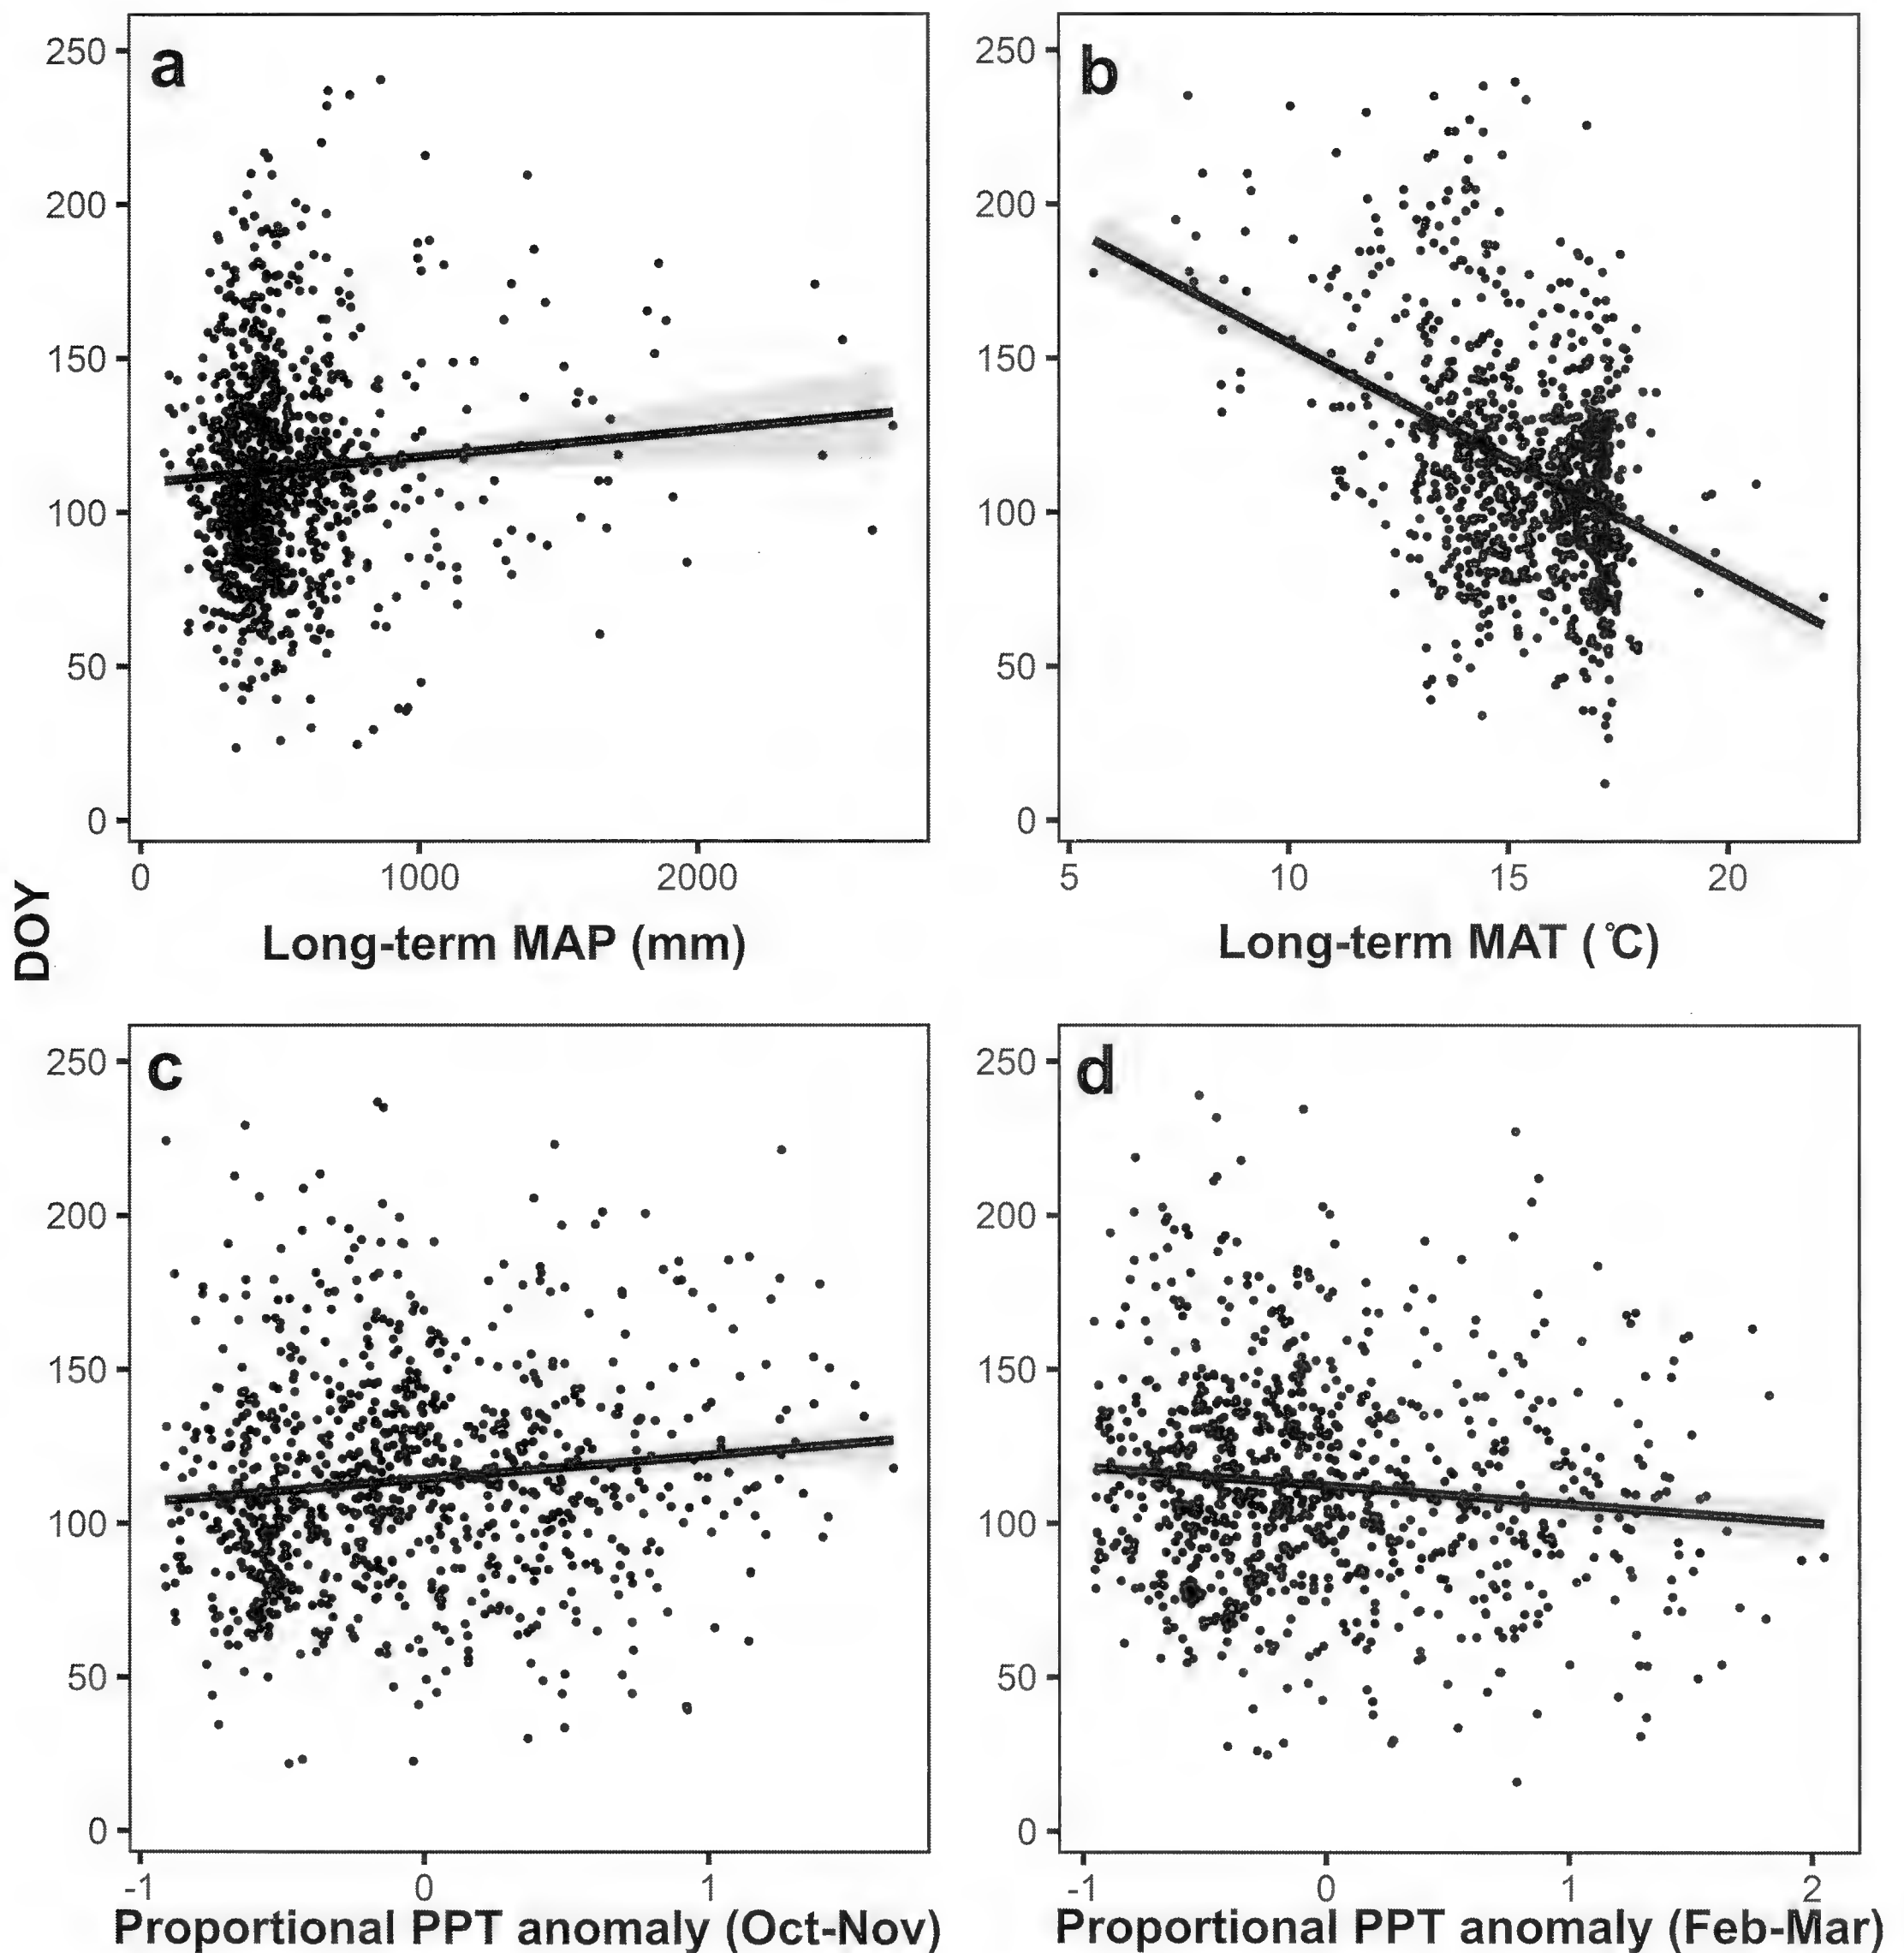 a
250
200
150
100
50
0
0 1000 2000
Long-term MAP (mm)
b
250
200
150
100
50
0
5 10 15 20
Long-term MAT (°C)
DOY
c
250
200
150
100
50
0
-1 0 1
Proportional PPT anomaly (Oct-Nov)
d
250
200
150
100
50
0
-1 0 1 2
Proportional PPT anomaly (Feb-Mar)